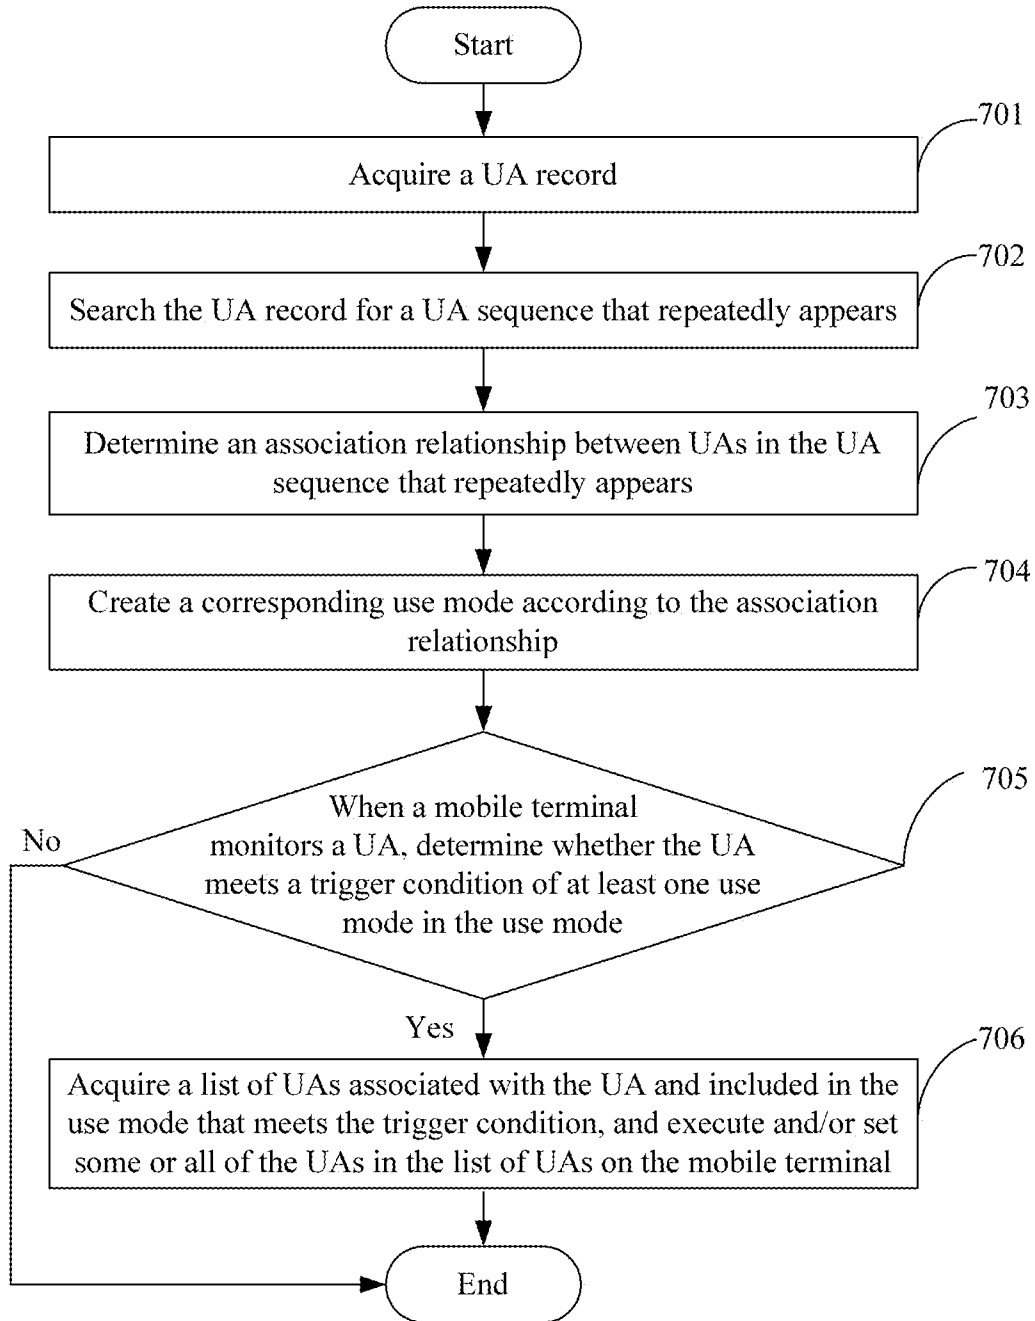 Start
701
Acquire a UA record
702
Search the UA record for a UA sequence that repeatedly appears
703
Determine an association relationship between UAs in the UA
sequence that repeatedly appears
704
Create a corresponding use mode according to the association
relationship
705
When a mobile terminal
monitors a UA, determine whether the UA
meets a trigger condition of at least one use
mode in the use mode
No
Yes
706
Acquire a list of UAs associated with the UA and included in the
use mode that meets the trigger condition, and execute and/or set
some or all of the UAs in the list of UAs on the mobile terminal
End